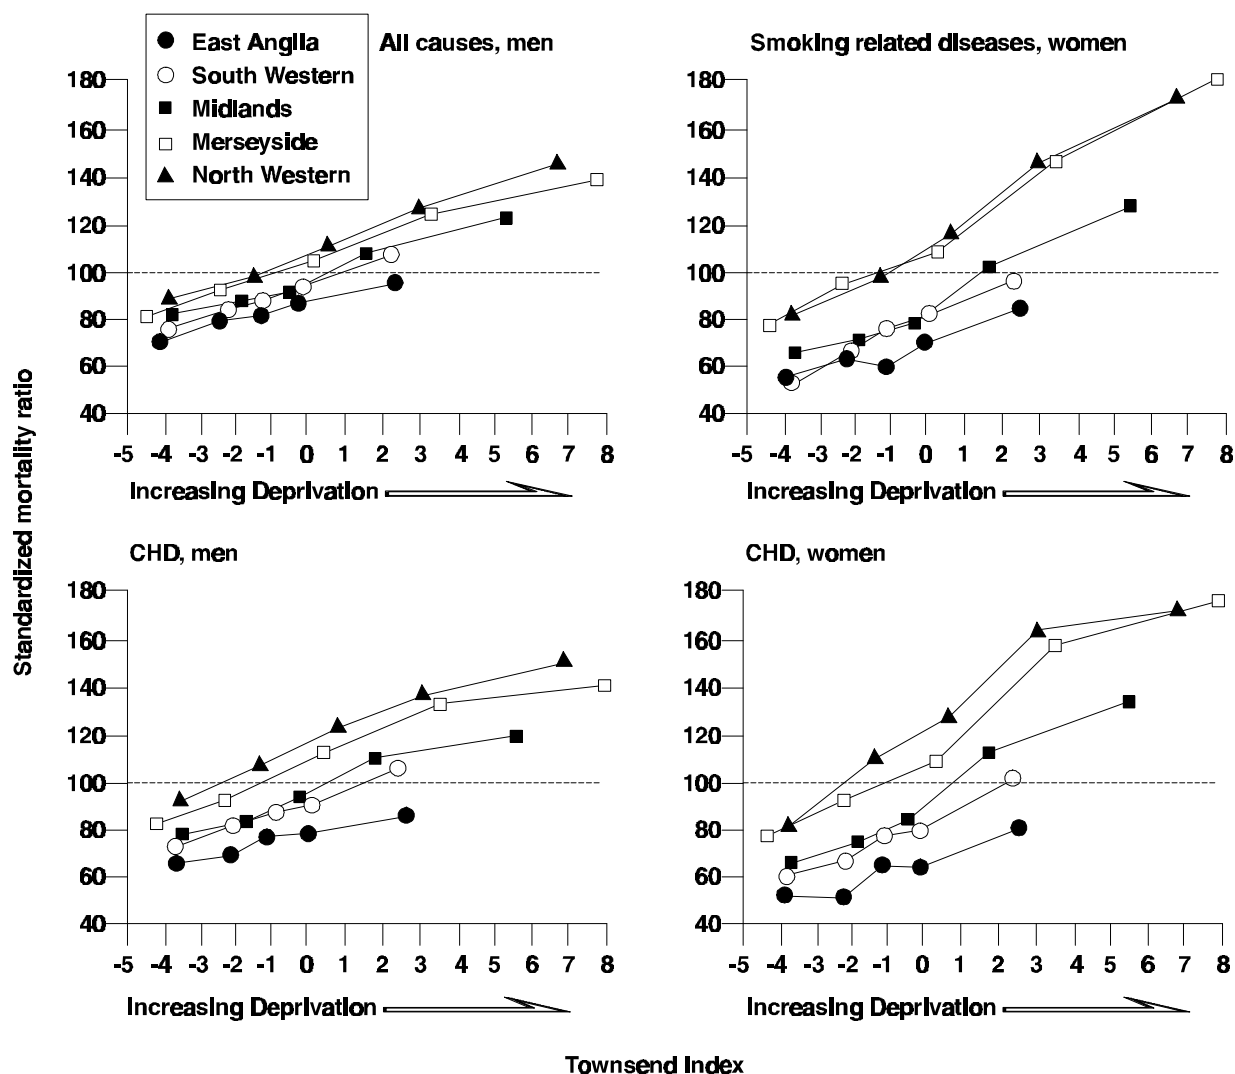 East Anglia
South Western
Midlands
Merseyside
North Western
All causes, men
180
160
140
120
100
80
60
40
-5 -4 -3 -2 -1 0 1 2 3 4 5 6 7 8
Increasing Deprivation
Smoking related diseases, women
180
160
140
120
100
80
60
40
-5 -4 -3 -2 -1 0 1 2 3 4 5 6 7 8
Increasing Deprivation
Standardized mortality ratio
CHD, men
180
160
140
120
100
80
60
40
-5 -4 -3 -2 -1 0 1 2 3 4 5 6 7 8
Increasing Deprivation
CHD, women
180
160
140
120
100
80
60
40
-5 -4 -3 -2 -1 0 1 2 3 4 5 6 7 8
Increasing Deprivation
Townsend Index